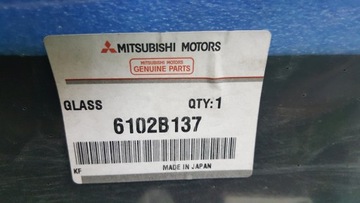 MITSUBISHI MOTORS
MITSUBISHI MOTORS
GENUINE PARTS
GLASS QTY:1
6102B137
KF MADE IN JAPAN